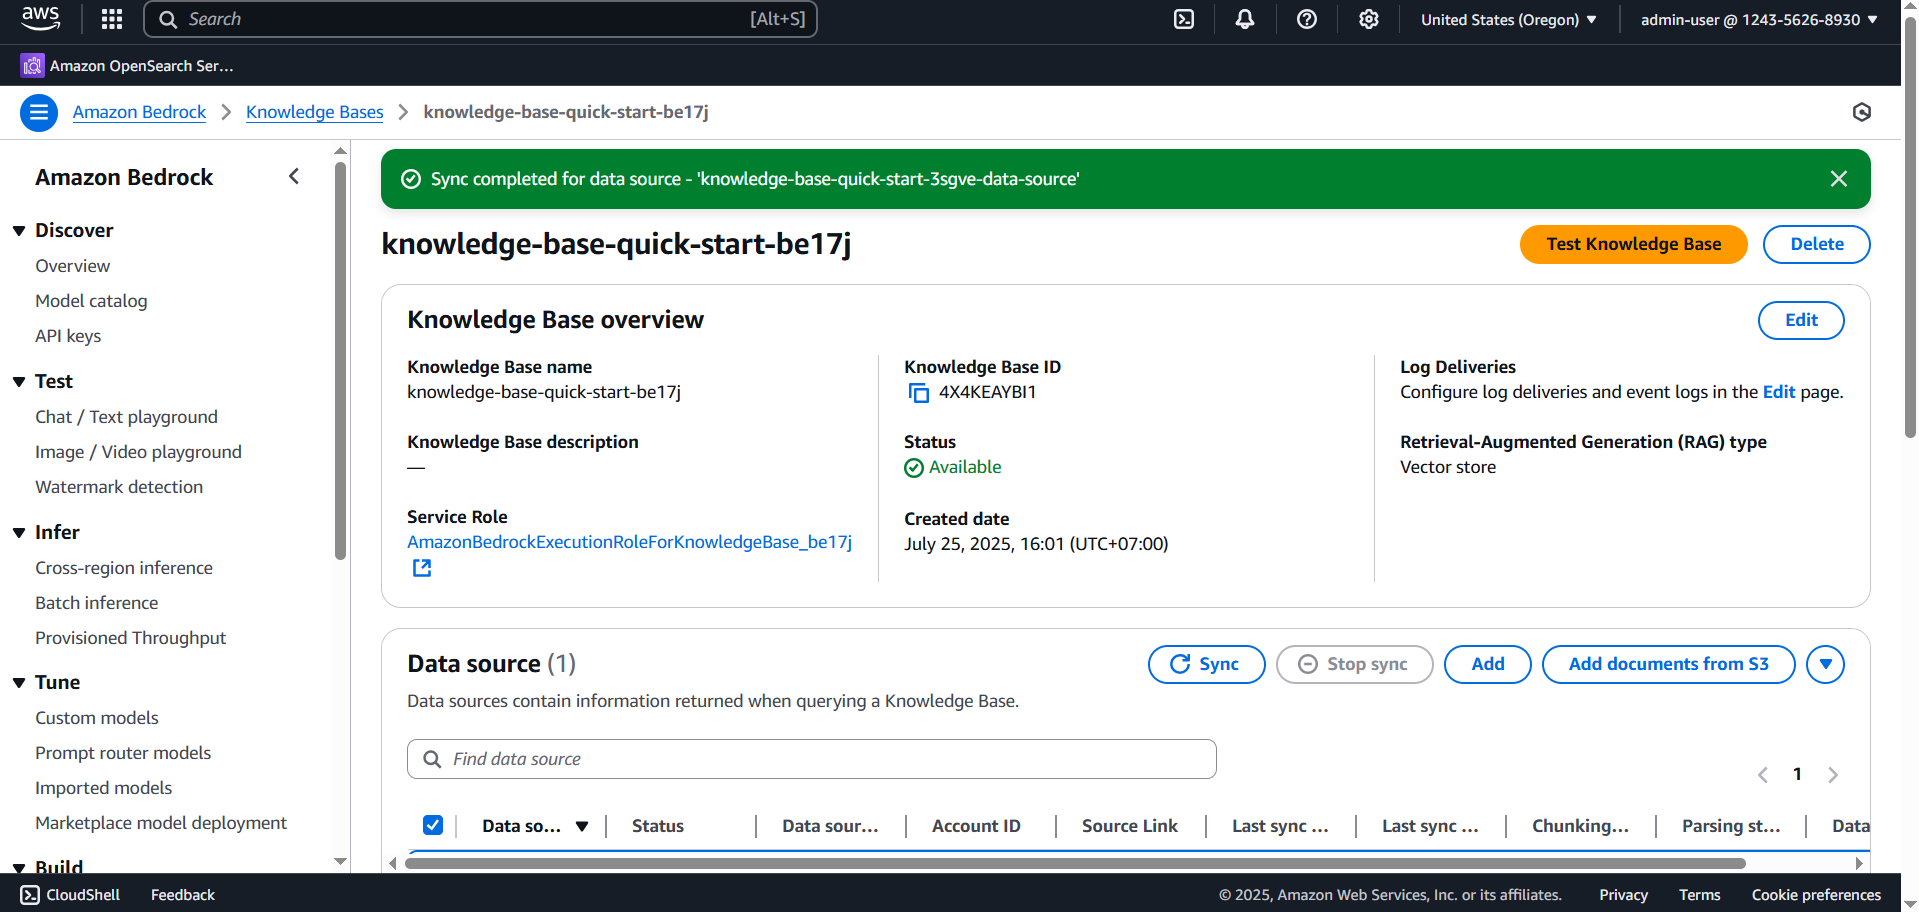 aws
Search
[Alt+S]
United States (Oregon)
admin-user @ 1243-5626-8930
Amazon OpenSearch Ser...
Amazon Bedrock
Knowledge Bases
knowledge-base-quick-start-be17j
Amazon Bedrock
Discover
Overview
Model catalog
API keys
Test
Chat / Text playground
Image / Video playground
Watermark detection
Infer
Cross-region inference
Batch inference
Provisioned Throughput
Tune
Custom models
Prompt router models
Imported models
Marketplace model deployment
Build
Sync completed for data source - 'knowledge-base-quick-start-3sgve-data-source'
knowledge-base-quick-start-be17j
Test Knowledge Base
Delete
Knowledge Base overview
Edit
Knowledge Base name
knowledge-base-quick-start-be17j
Knowledge Base description
—
Service Role
AmazonBedrockExecutionRoleForKnowledgeBase_be17j
Knowledge Base ID
4X4KEAYBI1
Status
Available
Created date
July 25, 2025, 16:01 (UTC+07:00)
Log Deliveries
Configure log deliveries and event logs in the Edit page.
Retrieval-Augmented Generation (RAG) type
Vector store
Data source (1)
Sync
Stop sync
Add
Add documents from S3
Data sources contain information returned when querying a Knowledge Base.
Find data source
1
Data so...
Status
Data sour...
Account ID
Source Link
Last sync ...
Last sync ...
Chunking...
Parsing st...
Data
CloudShell
Feedback
© 2025, Amazon Web Services, Inc. or its affiliates.
Privacy
Terms
Cookie preferences